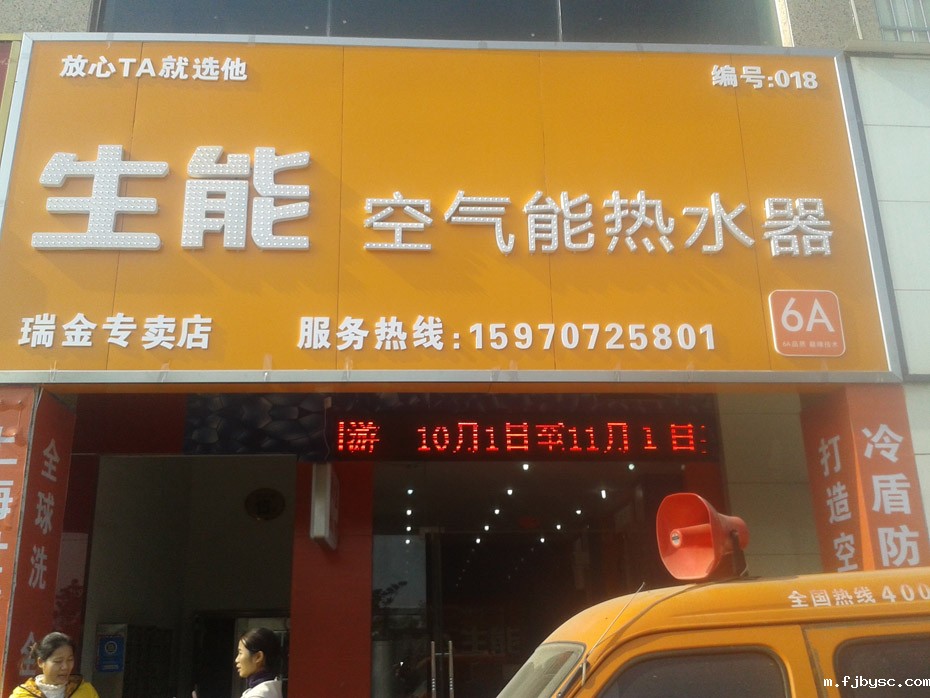 放心TA就选他
编号:018
生能 空气能热水器
瑞金专卖店
服务热线:15970725801
6A
游 10月1日至11月1日
全球洗
打造空
冷盾防
全国热线400
生能
m.fjbysc.com